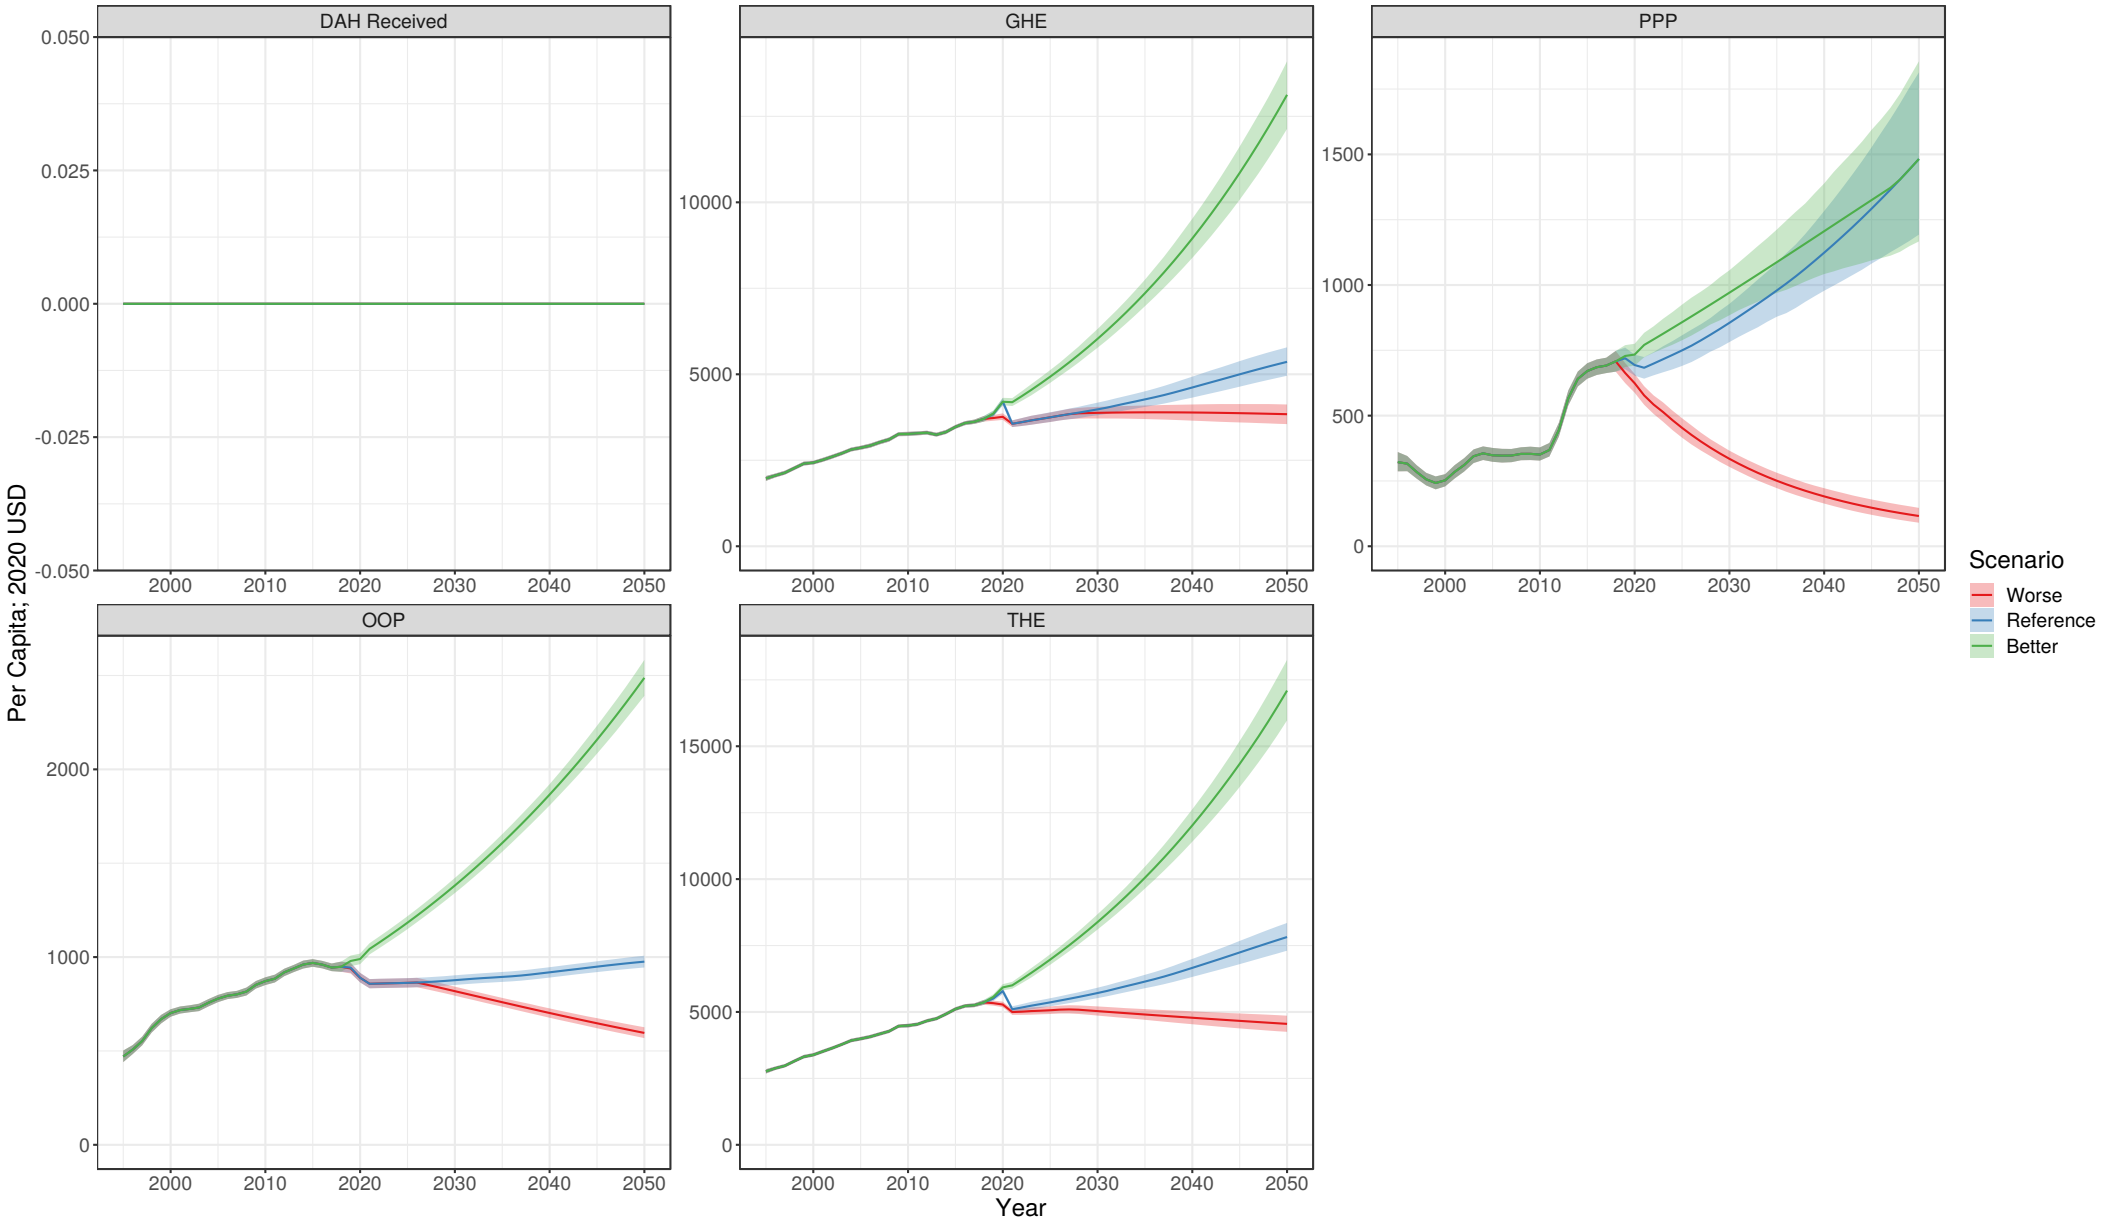 DAH Received
GHE
PPP
0.050
0.025
0.000
-0.025
-0.050
10000
5000
0
1500
1000
500
0
2000 2010 2020 2030 2040 2050
2000 2010 2020 2030 2040 2050
2000 2010 2020 2030 2040 2050
Per Capita; 2020 USD
OOP
THE
2000
1000
0
15000
10000
5000
0
2000 2010 2020 2030 2040 2050
2000 2010 2020 2030 2040 2050
Year
Scenario
Worse
Reference
Better